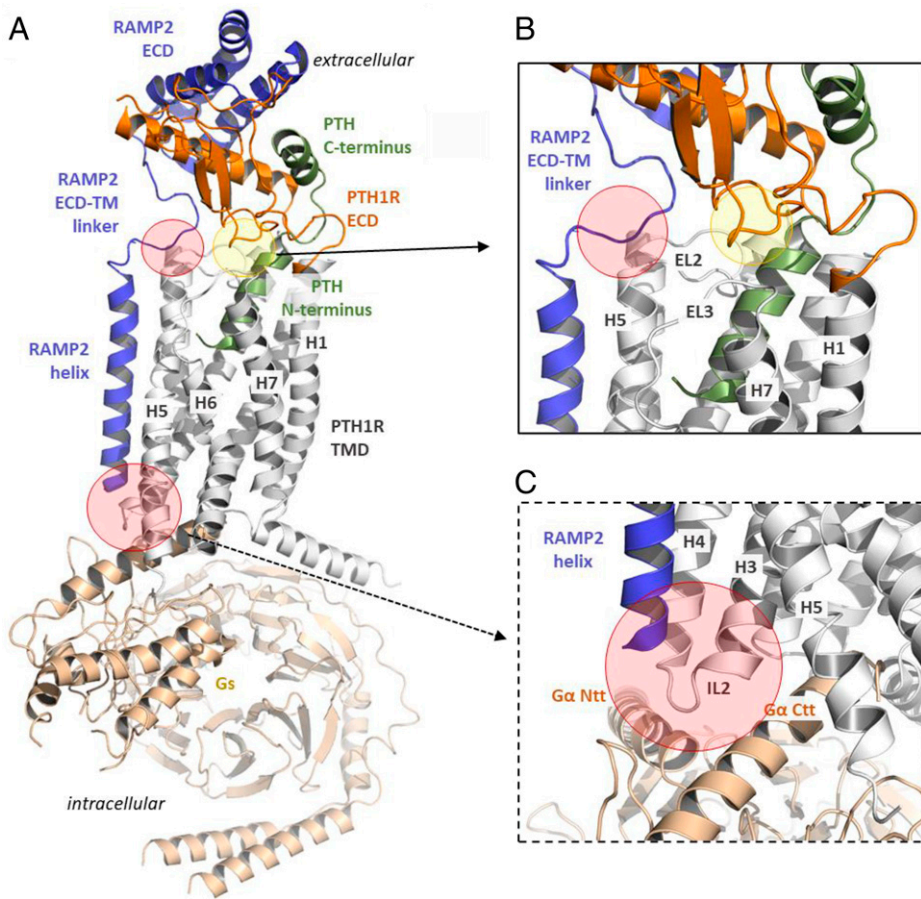 A
RAMP2
ECD
extracellular
PTH
C-terminus
RAMP2
ECD-TM
linker
PTH1R
ECD
PTH
N-terminus
RAMP2
helix
H1
H7
H5
H6
PTH1R
TMD
Gs
intracellular
B
RAMP2
ECD-TM
linker
EL2
H5
EL3
H1
H7
C
RAMP2
helix
H4
H3
H5
IL2
Gα Ntt
Gα Ctt